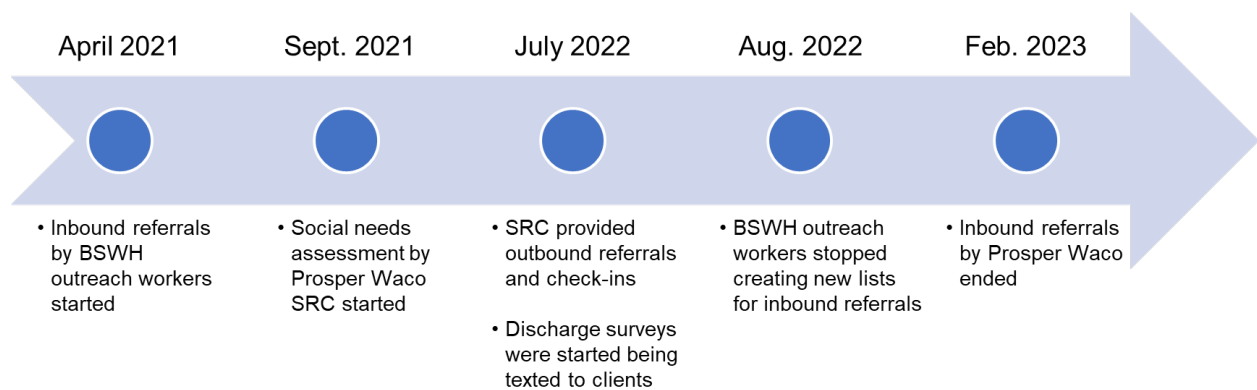 April 2021
Sept. 2021
July 2022
Aug. 2022
Feb. 2023
• Inbound referrals
by BSWH
outreach workers
started
• Social needs
assessment by
Prosper Waco
SRC started
• SRC provided
outbound referrals
and check-ins
• Discharge surveys
were started being
texted to clients
• BSWH outreach
workers stopped
creating new lists
for inbound referrals
• Inbound referrals
by Prosper Waco
ended